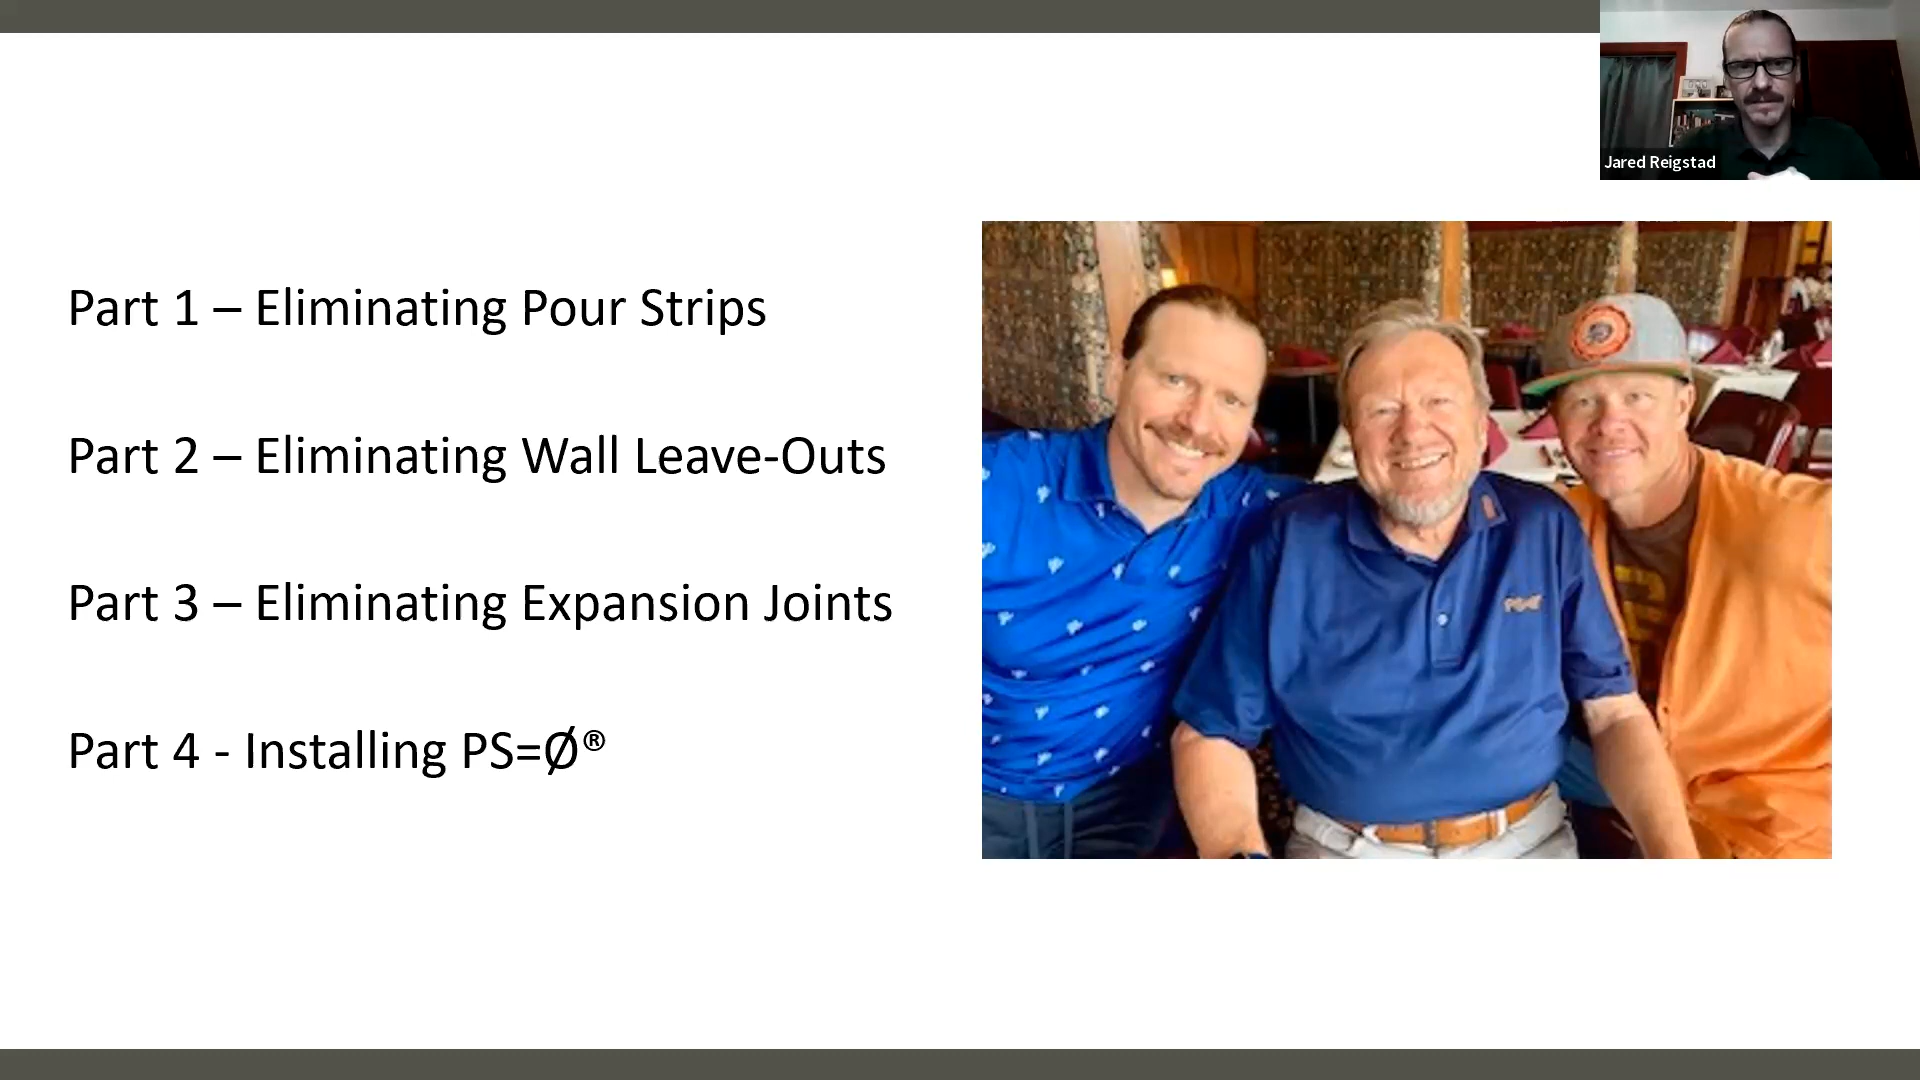 Jared Reigstad
Part 1 – Eliminating Pour Strips
Part 2 – Eliminating Wall Leave-Outs
Part 3 – Eliminating Expansion Joints
Part 4 - Installing PS=Ø®